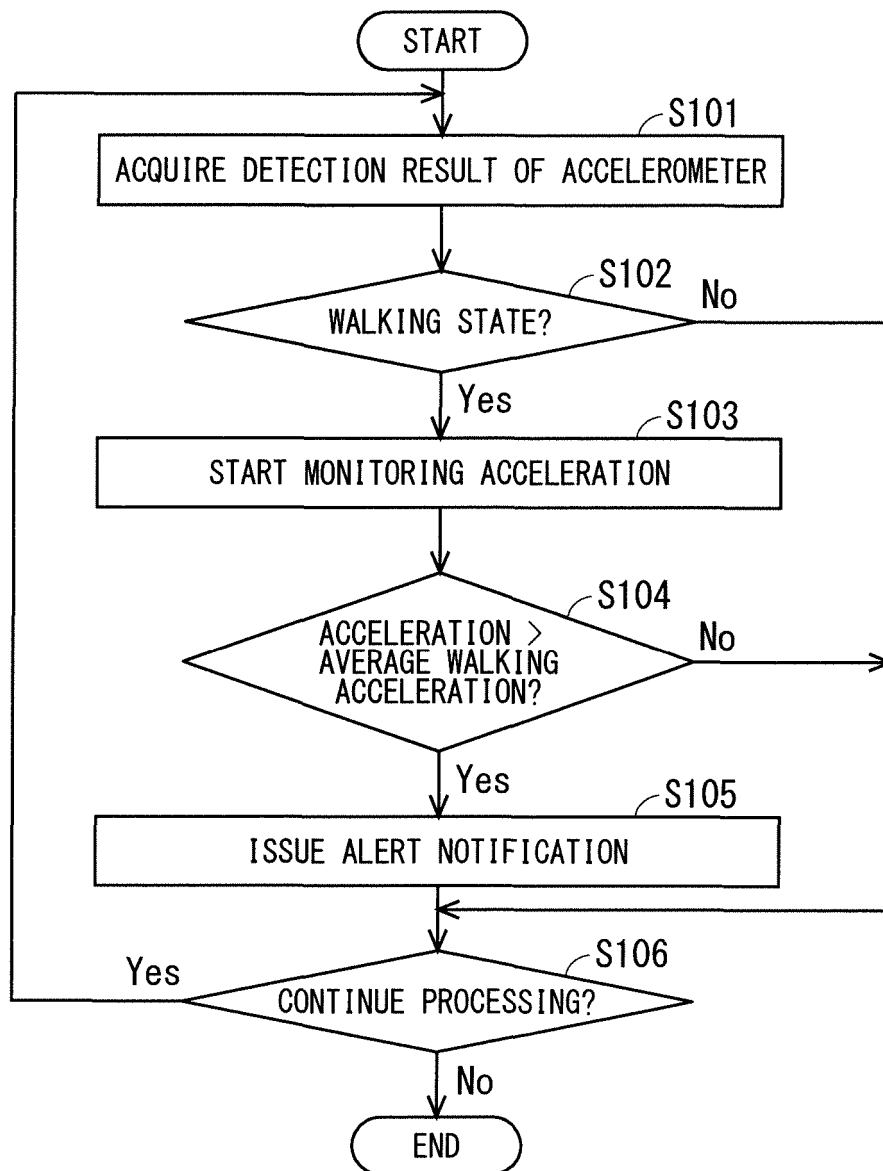 START
S101
ACQUIRE DETECTION RESULT OF ACCELEROMETER
S102
WALKING STATE?
No
Yes
S103
START MONITORING ACCELERATION
S104
ACCELERATION >
AVERAGE WALKING
ACCELERATION?
No
Yes
S105
ISSUE ALERT NOTIFICATION
S106
Yes
CONTINUE PROCESSING?
No
END